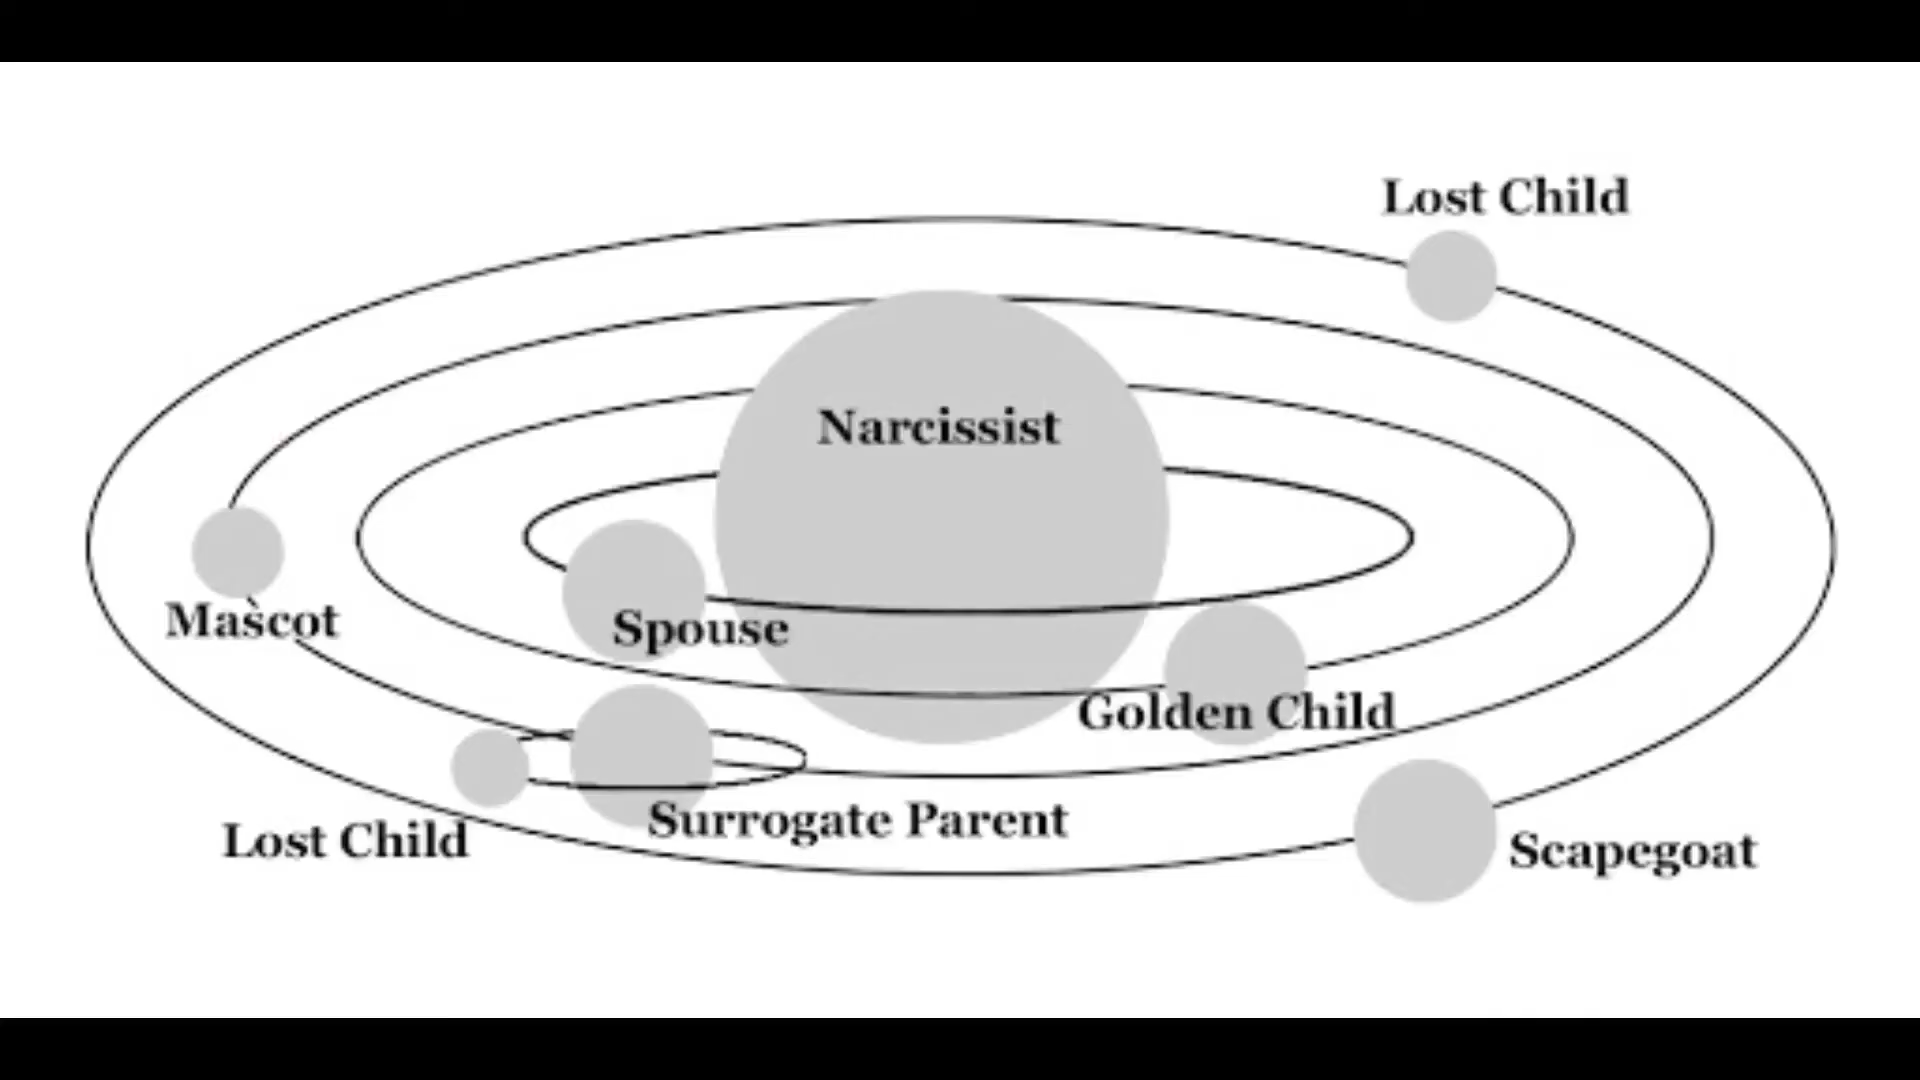 Lost Child
Narcissist
Mascot
Spouse
Golden Child
Surrogate Parent
Lost Child
Scapegoat